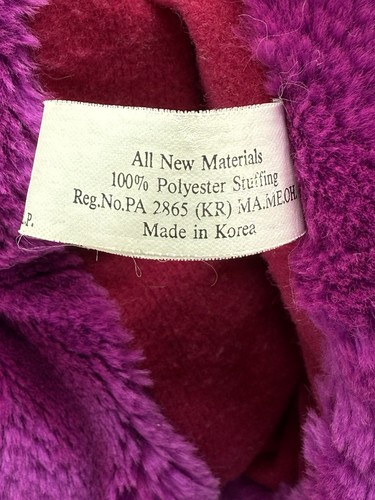 All New Materials
100% Polyester Stuffing
Reg.No.PA 2865 (KR) MA.ME.OH.
Made in Korea
P.